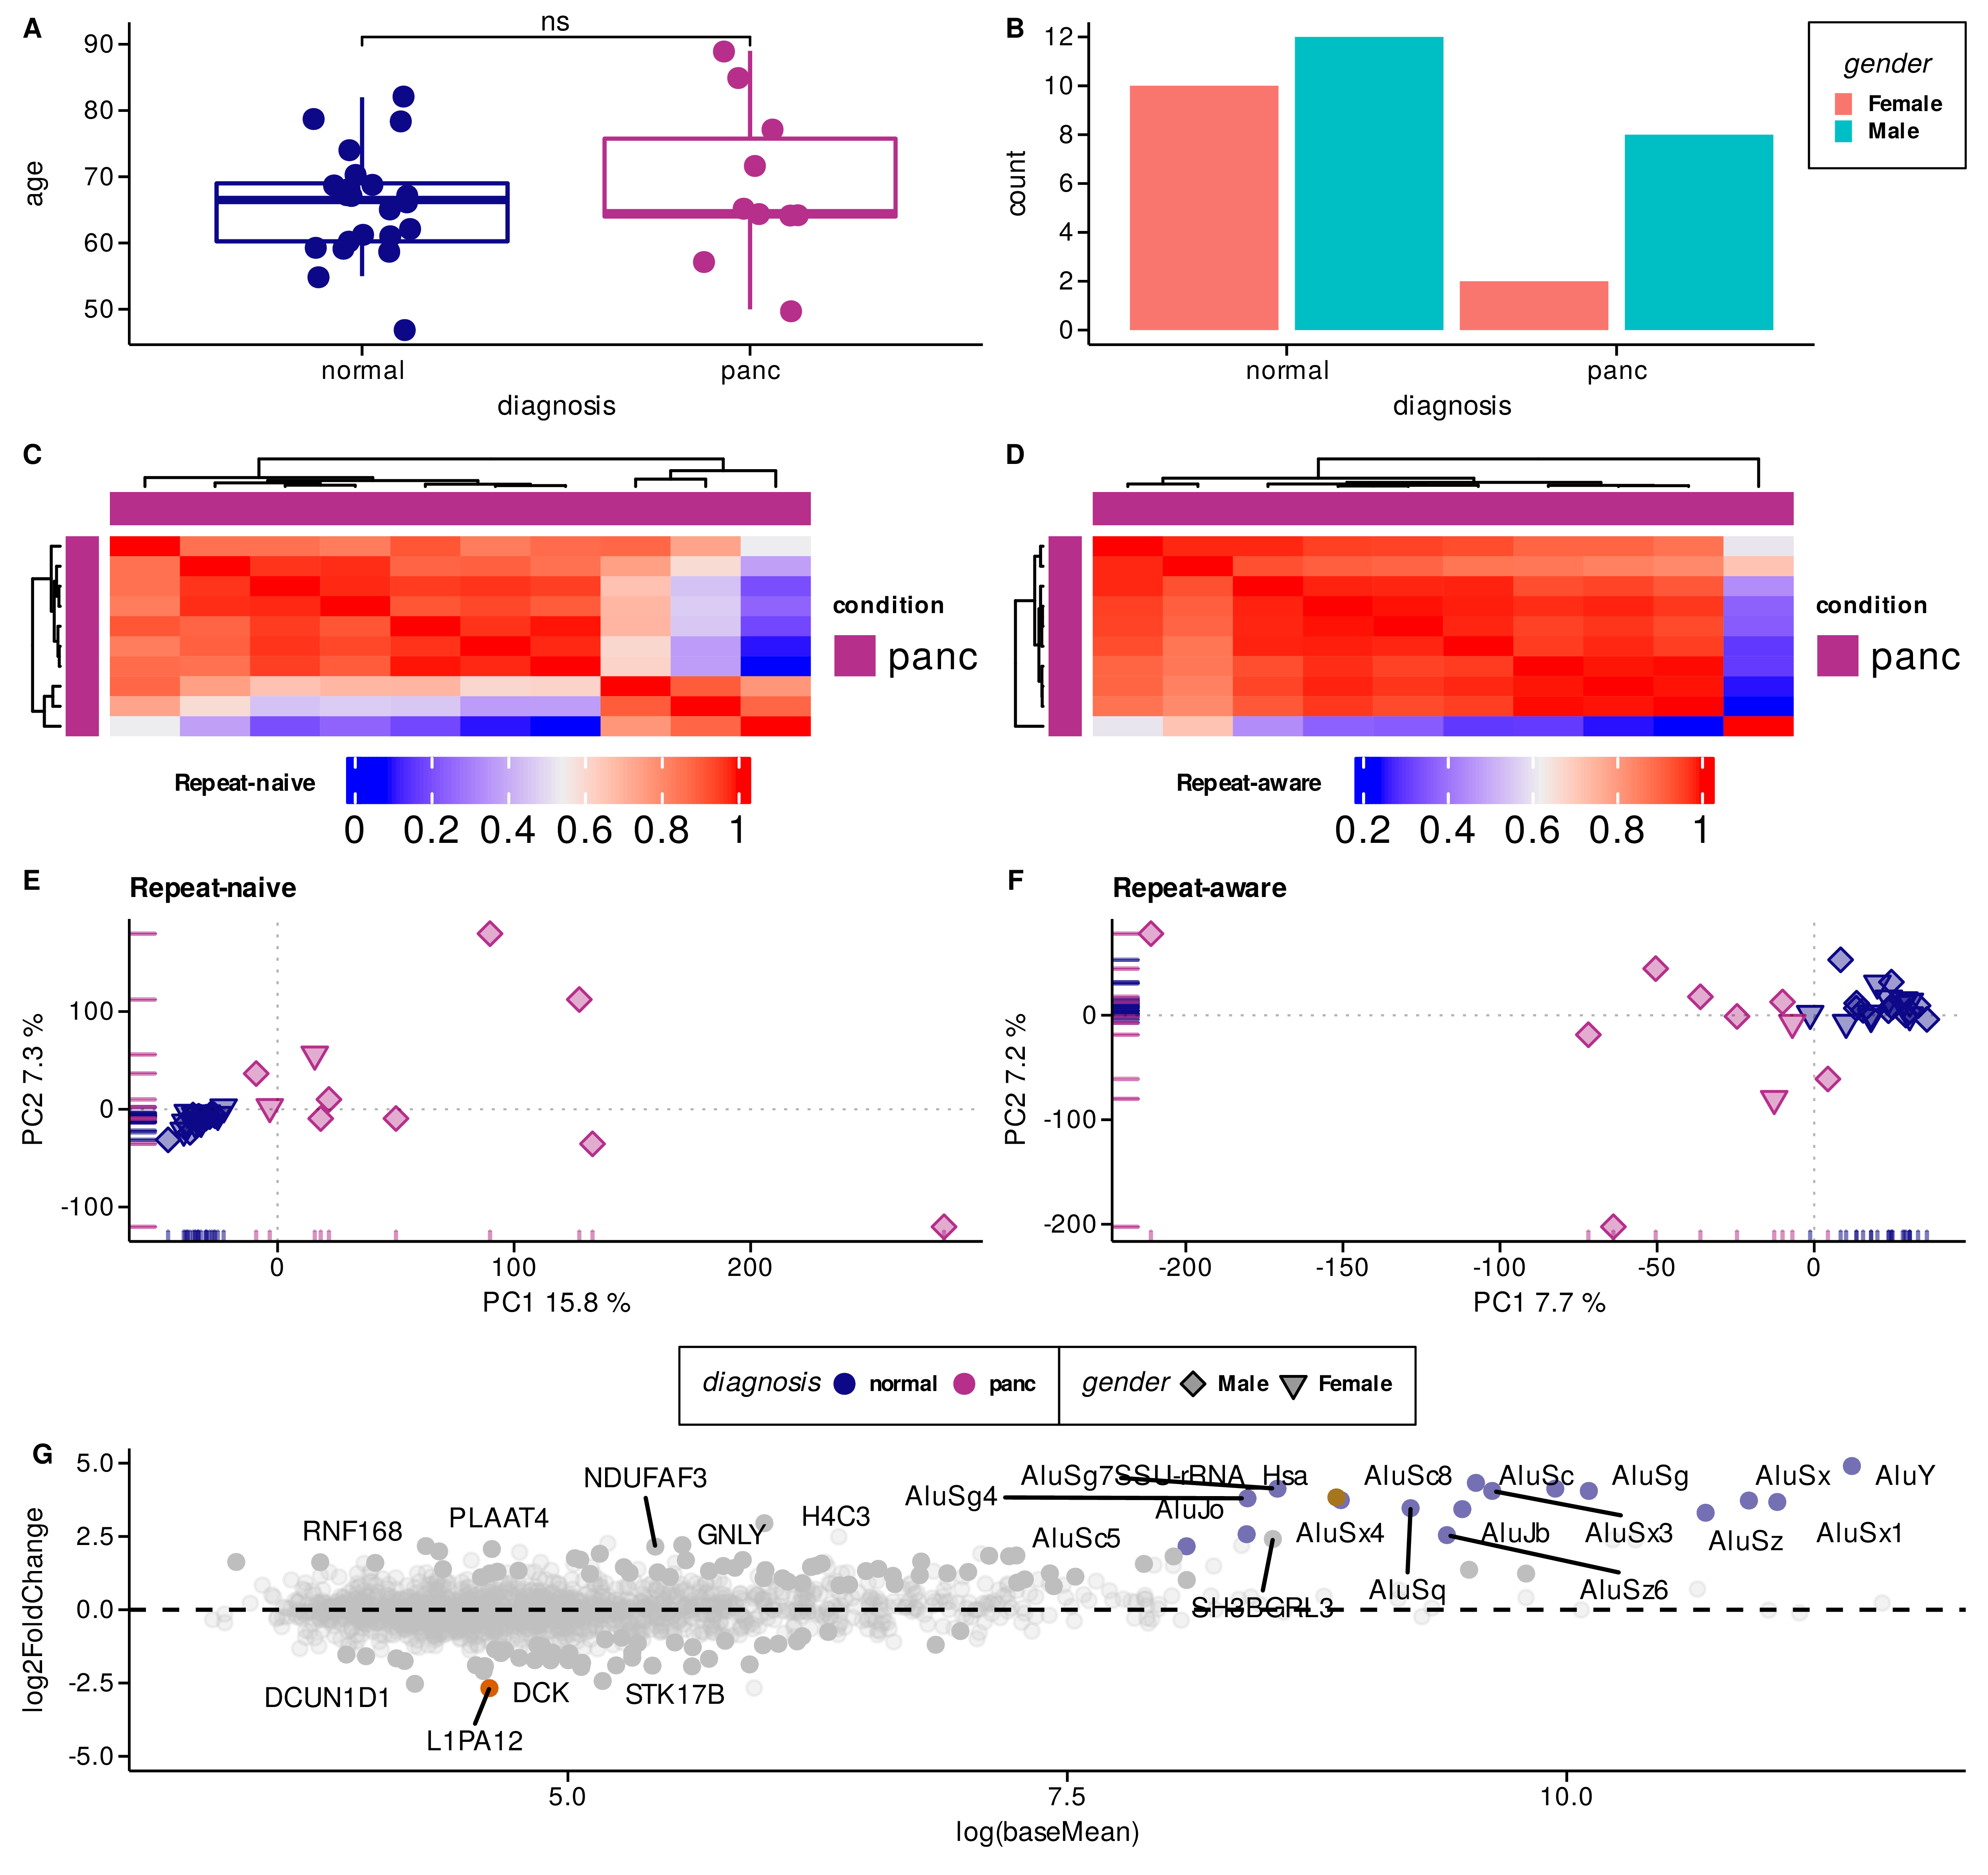 A
ns
90
80
70
60
50
age
normal
panc
diagnosis
B
12
10
8
6
4
2
0
count
normal
panc
diagnosis
gender
Female
Male
C
condition
panc
Repeat-naive
0 0.2 0.4 0.6 0.8 1
D
condition
panc
Repeat-aware
0.2 0.4 0.6 0.8 1
E
Repeat-naive
100
0
-100
PC2 7.3 %
0 100 200
PC1 15.8 %
F
Repeat-aware
0
-100
-200
PC2 7.2 %
-200 -150 -100 -50 0
PC1 7.7 %
diagnosis normal panc gender Male Female
G
5.0
2.5
0.0
-2.5
-5.0
log2FoldChange
NDUFAF3
AluSg7
SSU-rRNA_Hsa
AluSc8
AluSc
AluSg
AluSx
AluY
AluSg4
AluJo
RNF168
PLAAT4
GNLY
H4C3
AluSc5
AluSx4
AluJb
AluSx3
AluSz
AluSx1
AluSq
AluSz6
SH3BGRL3
DCUN1D1
DCK
STK17B
L1PA12
5.0 7.5 10.0
log(baseMean)